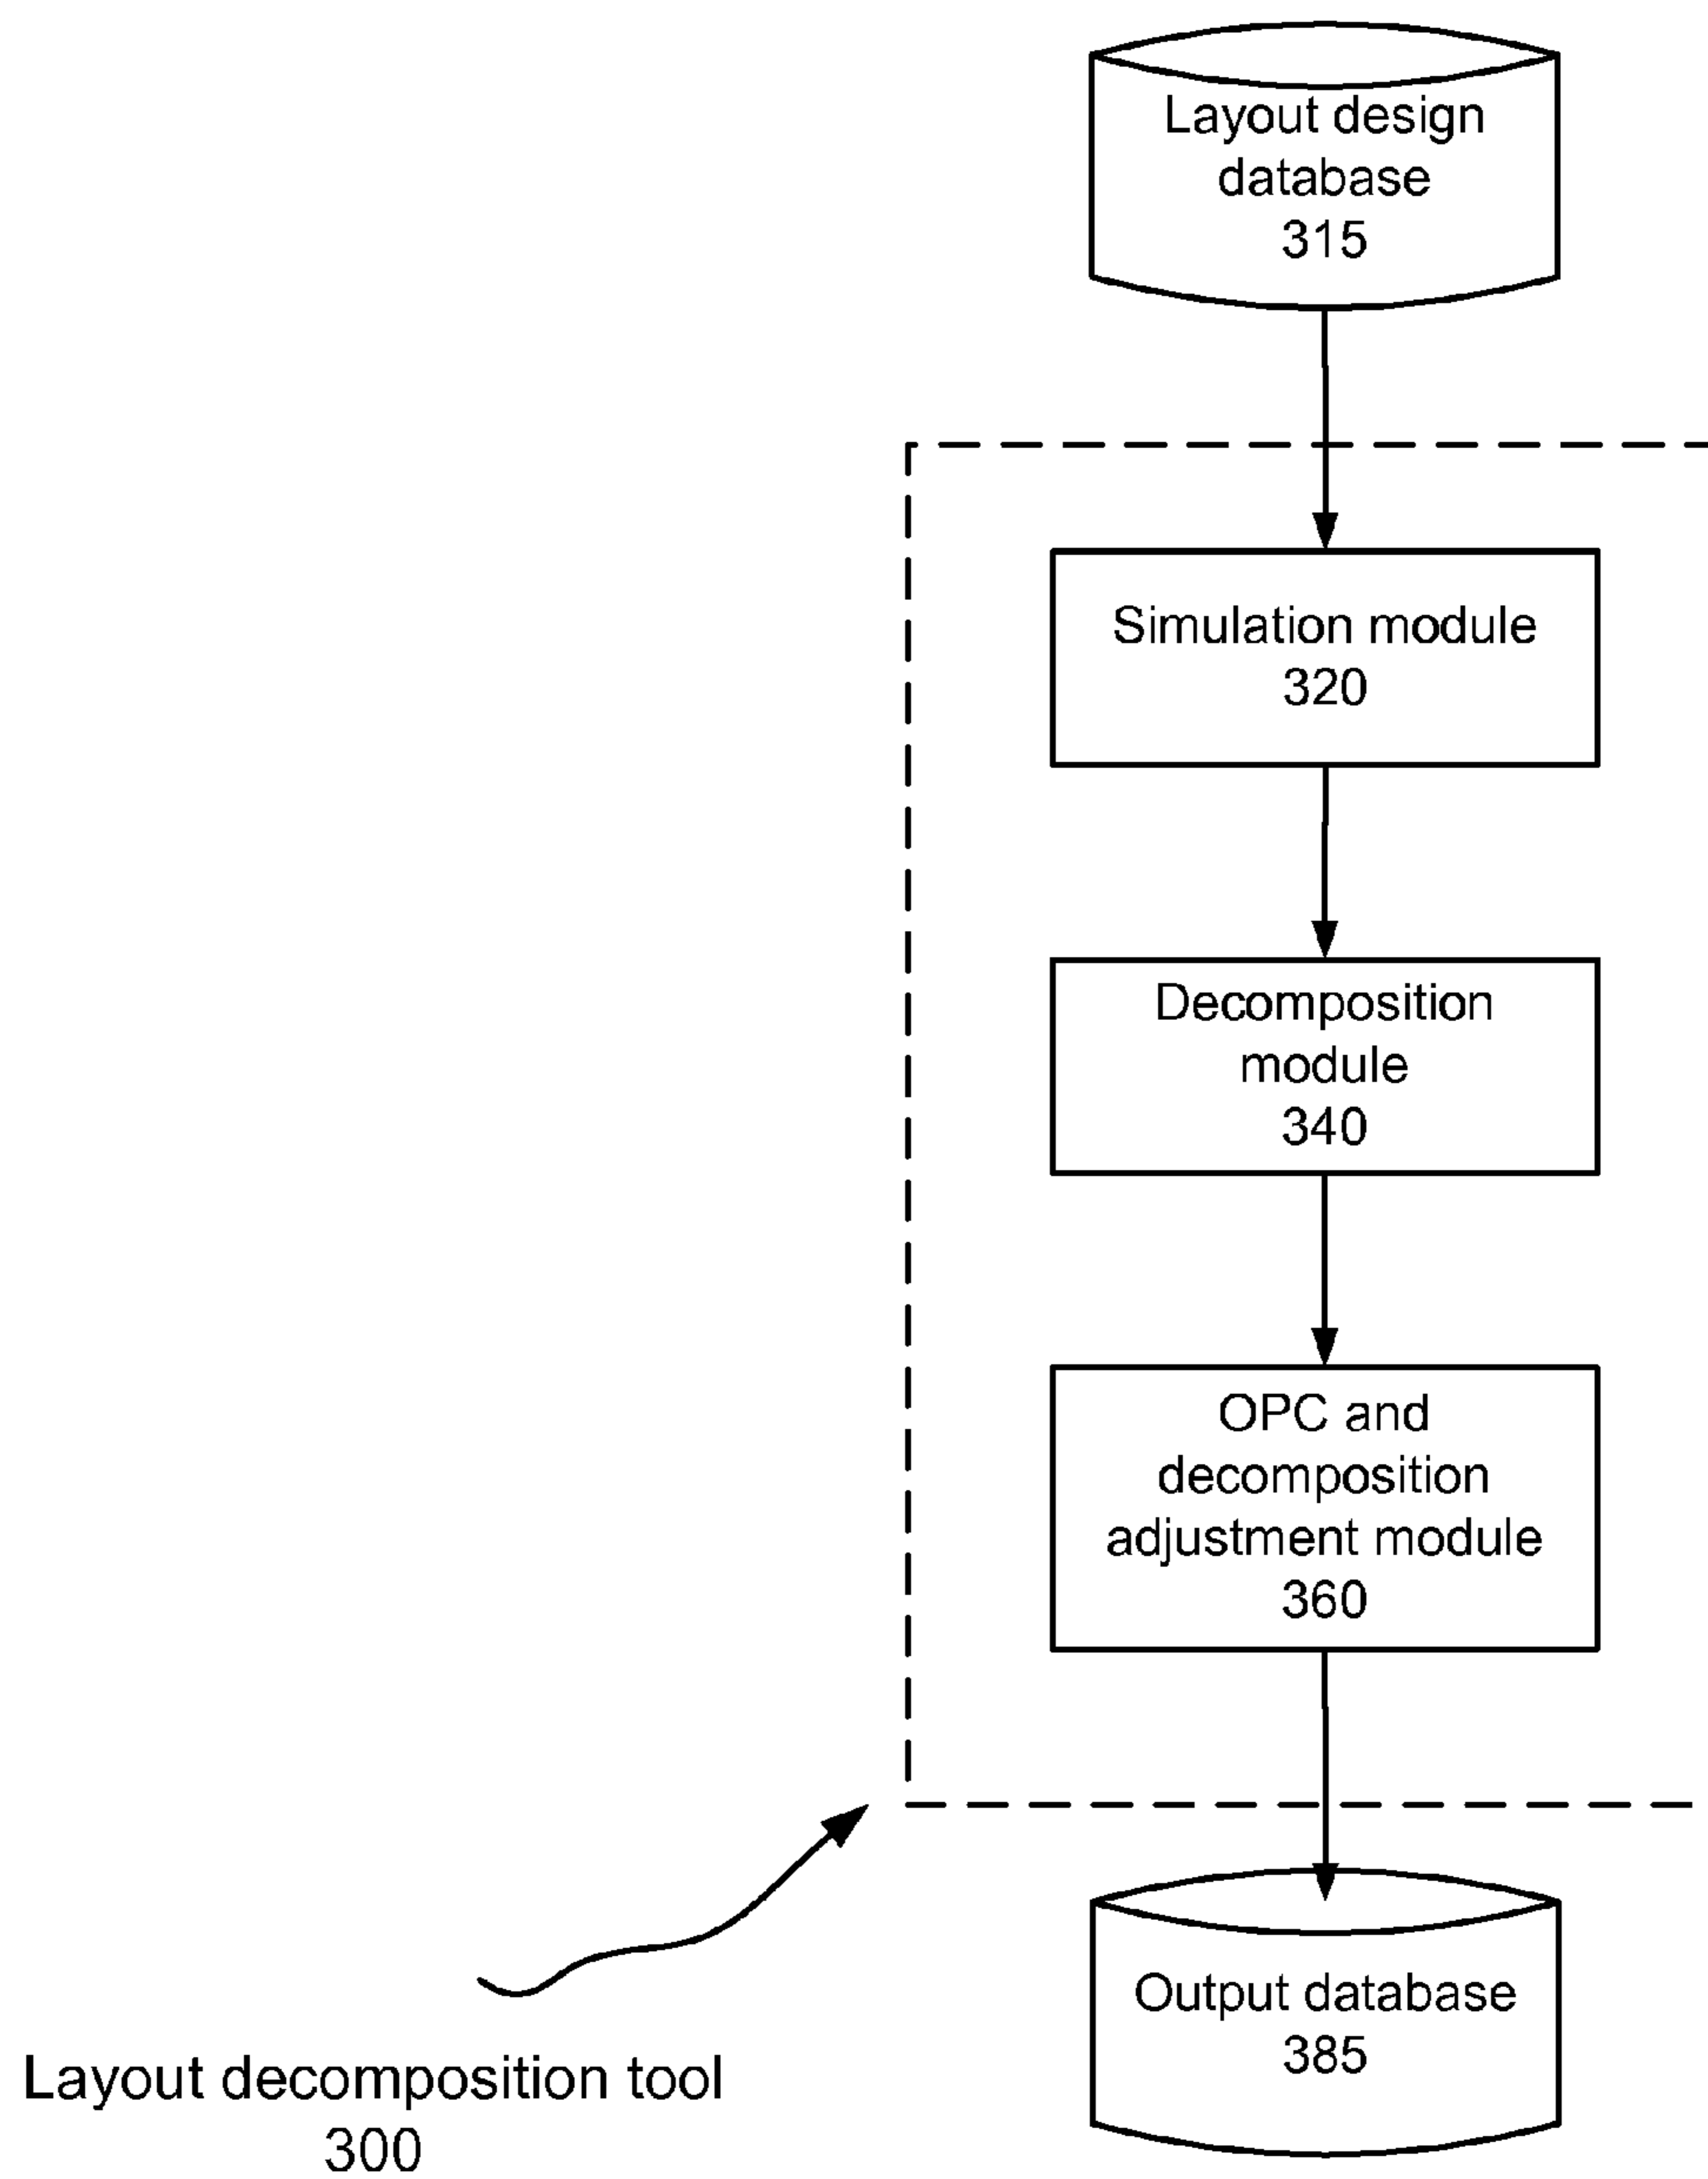 Layout design
database
315
Simulation module
320
Decomposition
module
340
OPC and
decomposition
adjustment module
360
Output database
385
Layout decomposition tool
300